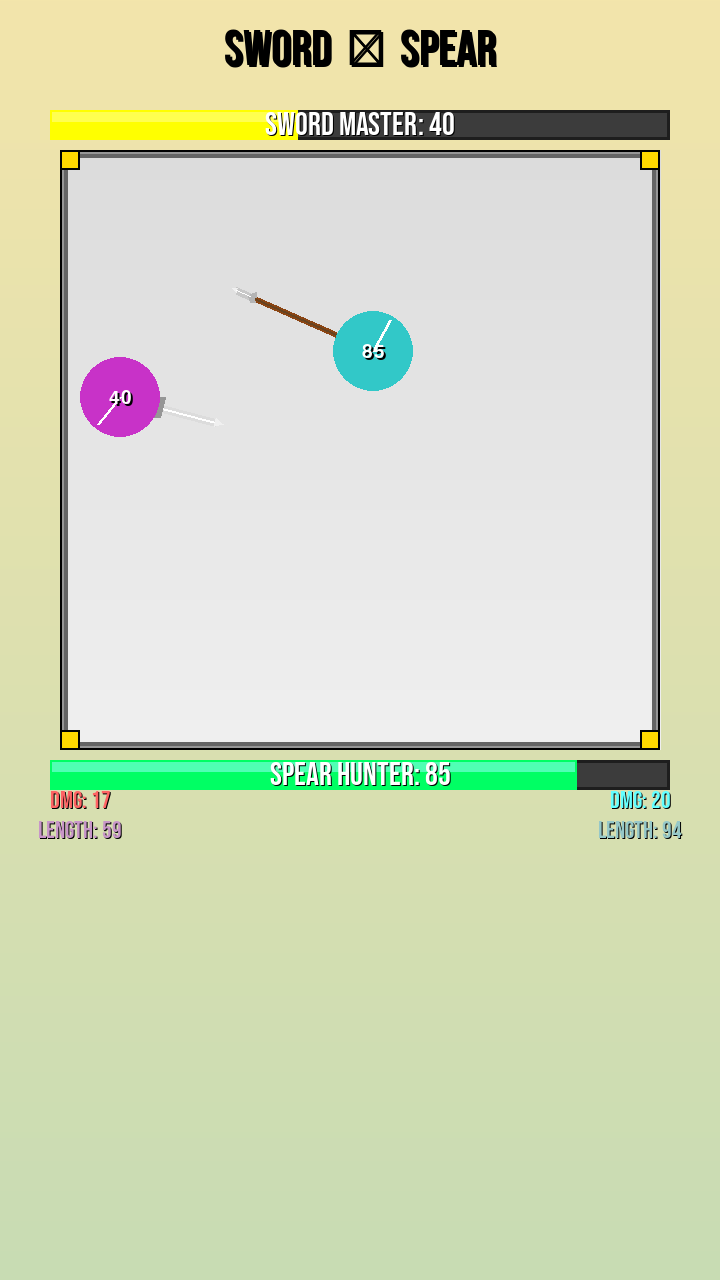 SWORD SPEAR
SWORD MASTER: 40
85
40
SPEAR HUNTER: 85
DMG: 17
DMG: 20
LENGTH: 59
LENGTH: 94